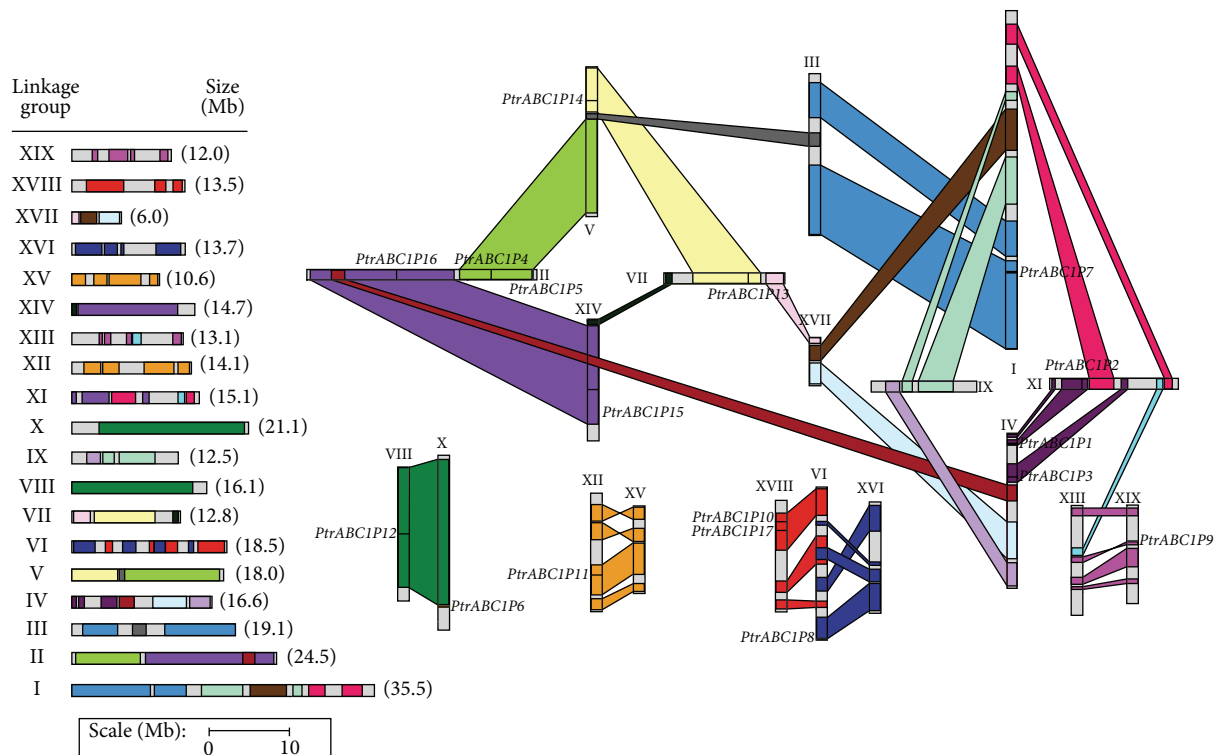 Linkage group
Size (Mb)
XIX (12.0)
XVIII (13.5)
XVII (6.0)
XVI (13.7)
XV (10.6)
XIV (14.7)
XIII (13.1)
XII (14.1)
XI (15.1)
X (21.1)
IX (12.5)
VIII (16.1)
VII (12.8)
VI (18.5)
V (18.0)
IV (16.6)
III (19.1)
II (24.5)
I (35.5)
Scale (Mb):
0 10
III
PtrABC1P14
V
PtrABC1P16
PtrABC1P4
II
PtrABC1P5
VII
PtrABC1P13
PtrABC1P7
I
XIV
XVII
PtrABC1P15
IX
XI
PtrABC1P2
IV
PtrABC1P1
PtrABC1P3
VIII
X
PtrABC1P12
PtrABC1P6
XII
XV
PtrABC1P11
XVIII
VI
XVI
PtrABC1P10
PtrABC1P17
PtrABC1P8
XIII
XIX
PtrABC1P9